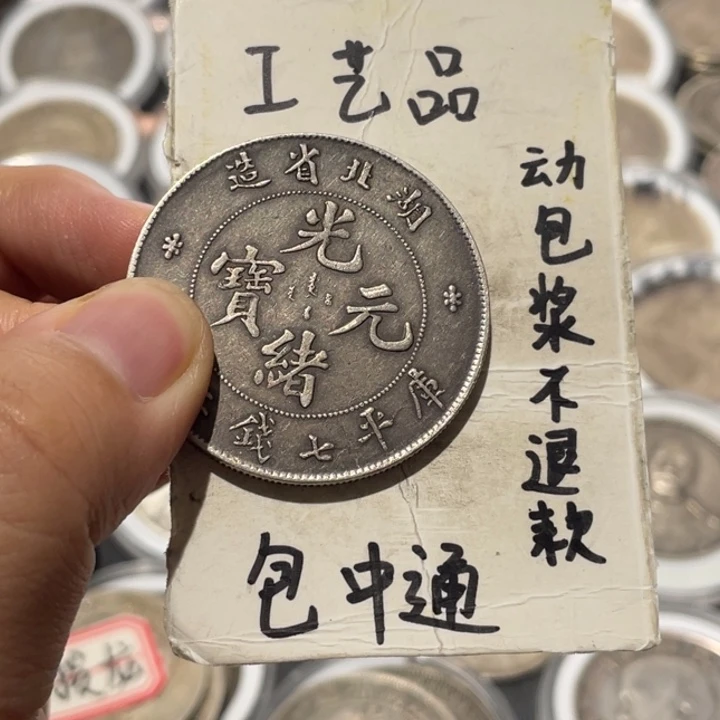 工艺品
动包浆不退款
包中通
湖北省造
光緒元寶
庫平七錢